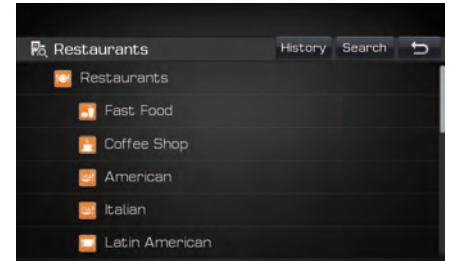 Restaurants History Search
Restaurants
Fast Food
Coffee Shop
American
Italian
Latin American